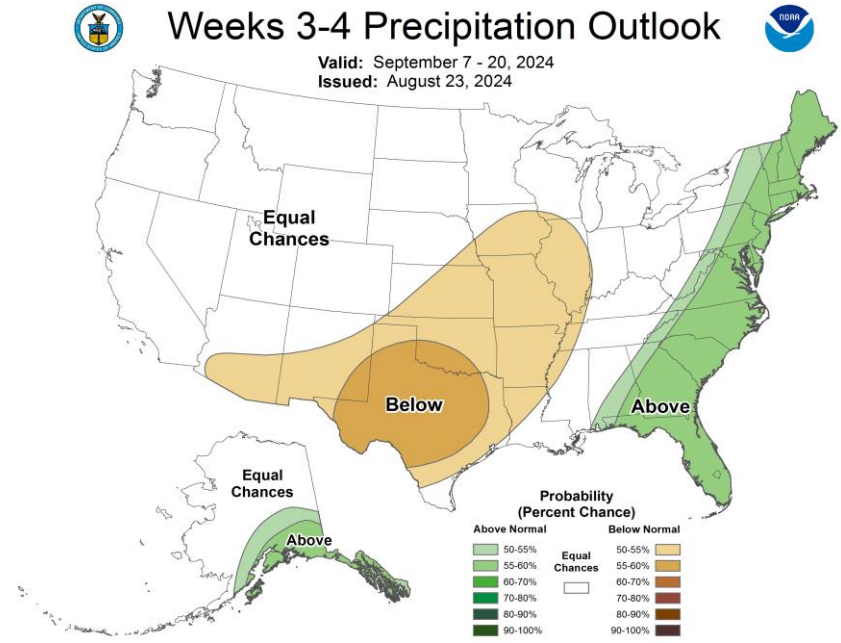 Weeks 3-4 Precipitation Outlook
NOAA
Valid: September 7 - 20, 2024
Issued: August 23, 2024
Equal
Chances
Below
Above
Equal
Chances
Above
Probability
(Percent Chance)
Above Normal
Below Normal
50-55%
55-60%
60-70%
70-80%
80-90%
90-100%
Equal
Chances
50-55%
55-60%
60-70%
70-80%
80-90%
90-100%